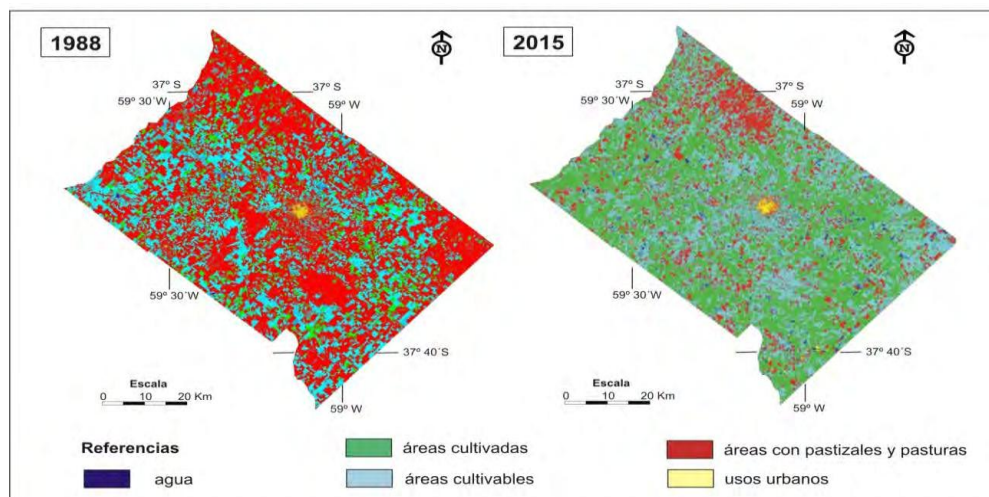 1988
N
37º S
59º 30´W
37º S
59º W
59º 30´W
37º 40´S
59º W
Escala
0 10 20 Km
2015
N
37º S
59º 30´W
37º S
59º W
59º 30´W
37º 40´S
59º W
Escala
0 10 20 Km
Referencias
agua
áreas cultivadas
áreas cultivables
áreas con pastizales y pasturas
usos urbanos